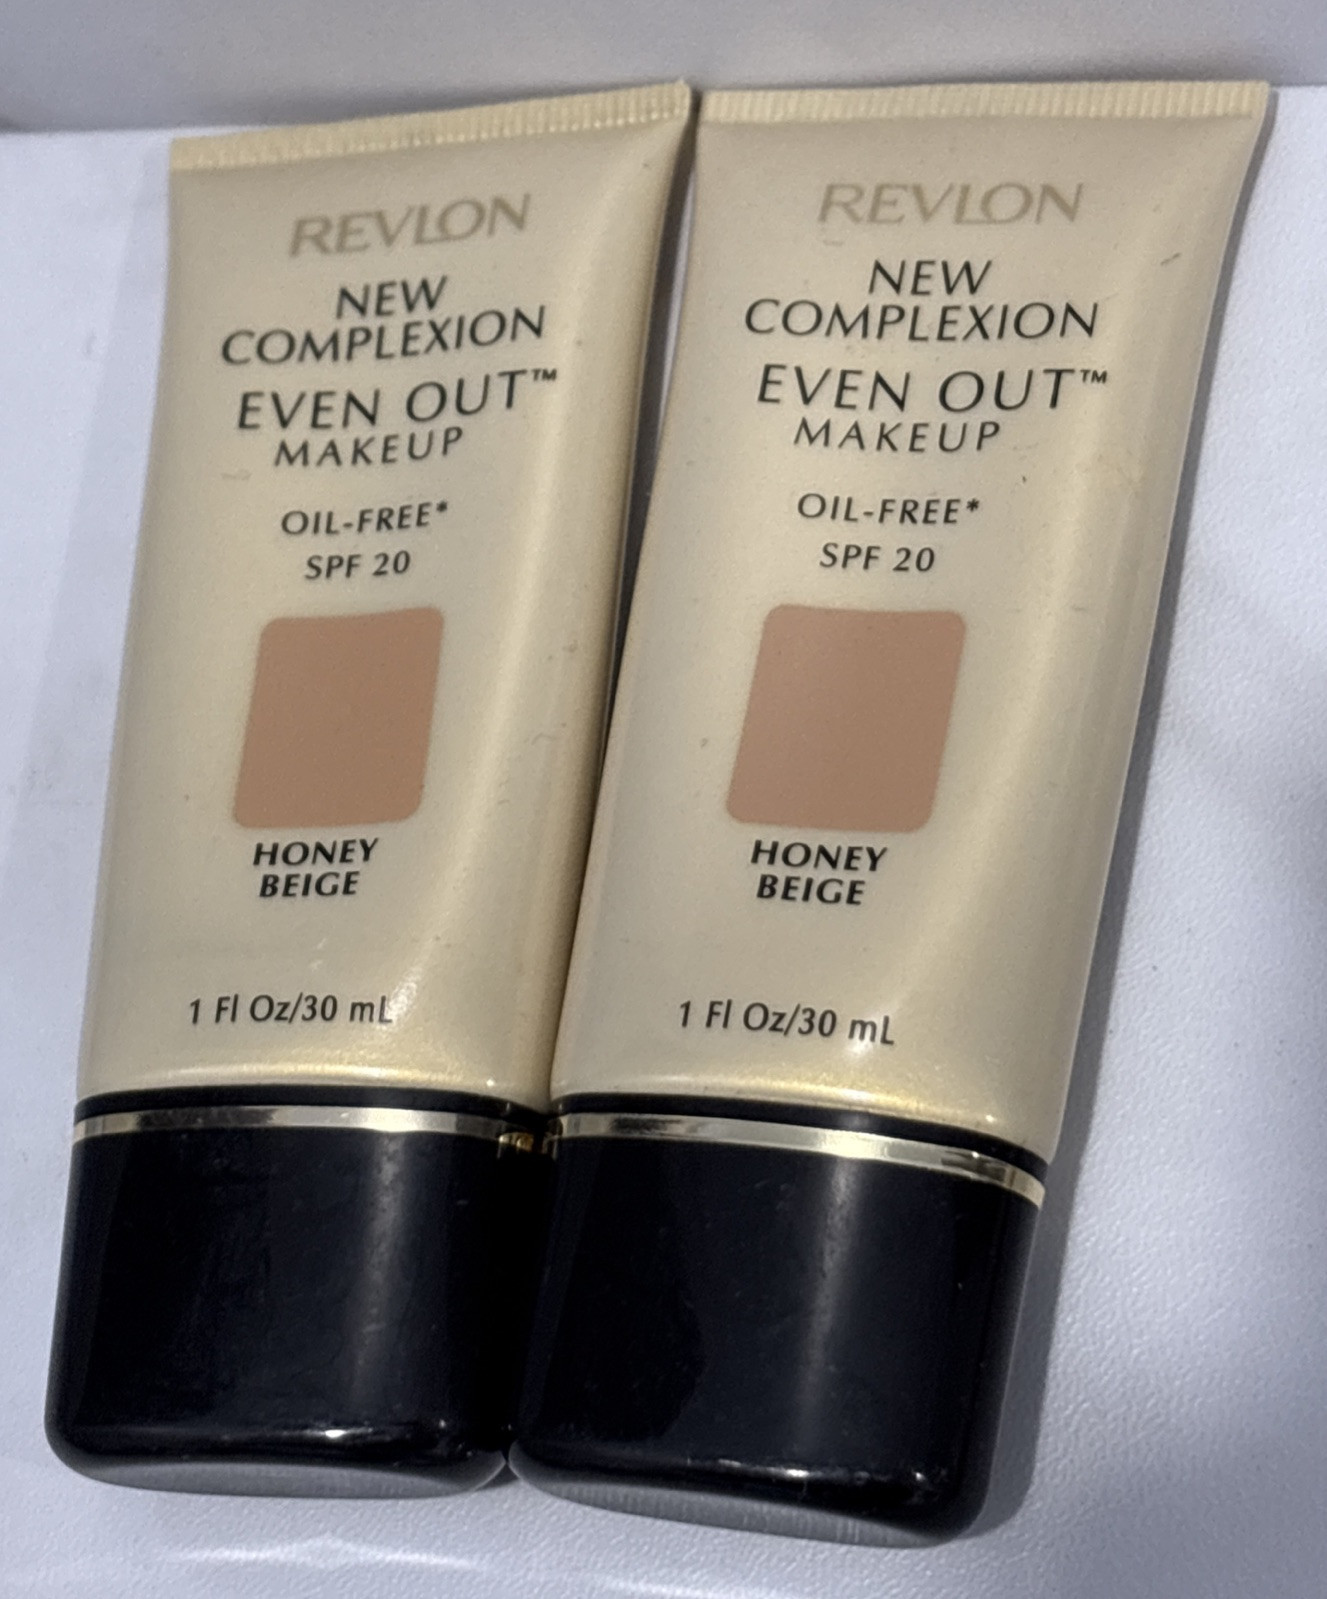 REVLON
NEW
COMPLEXION
EVEN OUT™
MAKEUP
OIL-FREE*
SPF 20
HONEY
BEIGE
1 Fl Oz/30 mL
REVLON
NEW
COMPLEXION
EVEN OUT™
MAKEUP
OIL-FREE*
SPF 20
HONEY
BEIGE
1 Fl Oz/30 mL